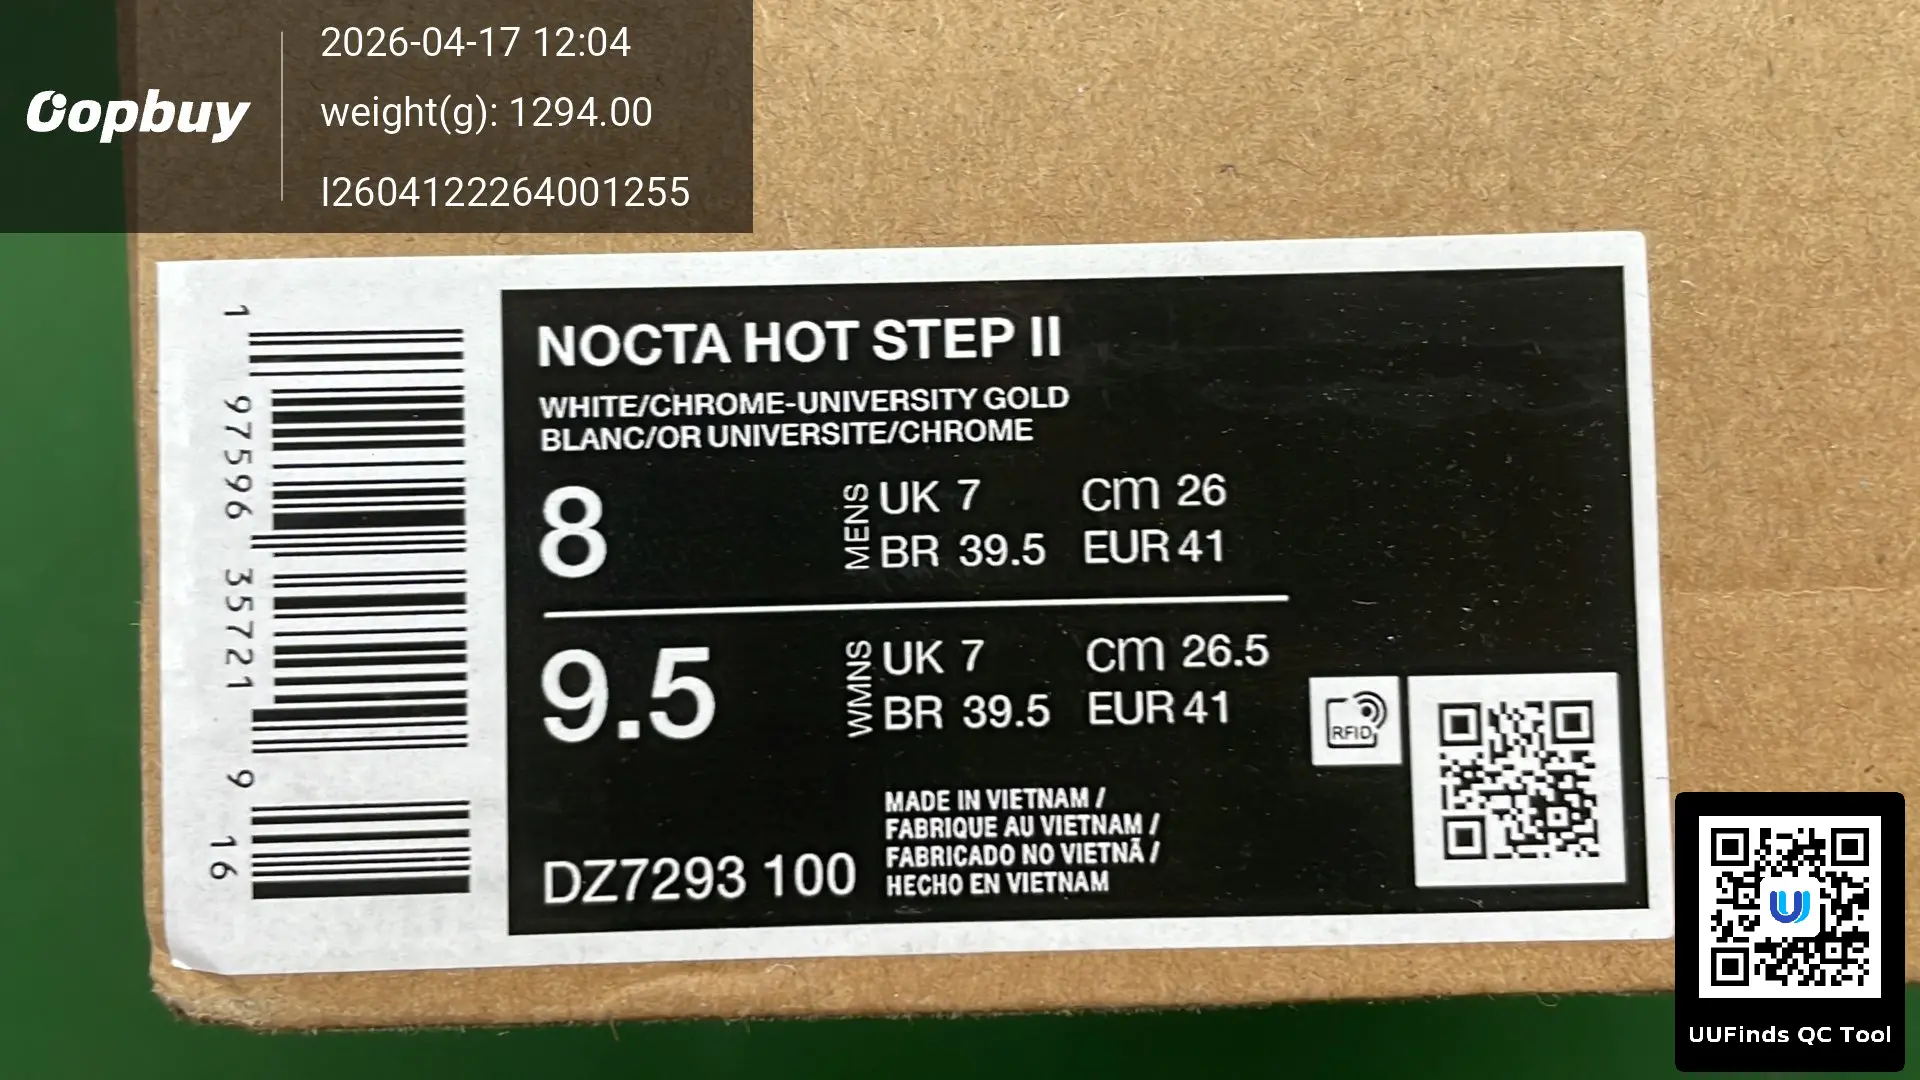 Oopbuy
2026-04-17 12:04
weight(g): 1294.00
I2604122264001255
NOCTA HOT STEP II
WHITE/CHROME-UNIVERSITY GOLD
BLANC/OR UNIVERSITE/CHROME
8
MENS
UK 7 cm 26
BR 39.5 EUR 41
9.5
WMNS
UK 7 cm 26.5
BR 39.5 EUR 41
RFID
MADE IN VIETNAM /
FABRIQUE AU VIETNAM /
FABRICADO NO VIETNÃ /
HECHO EN VIETNAM
DZ7293 100
1 97596 35721 9 16
UUFinds QC Tool